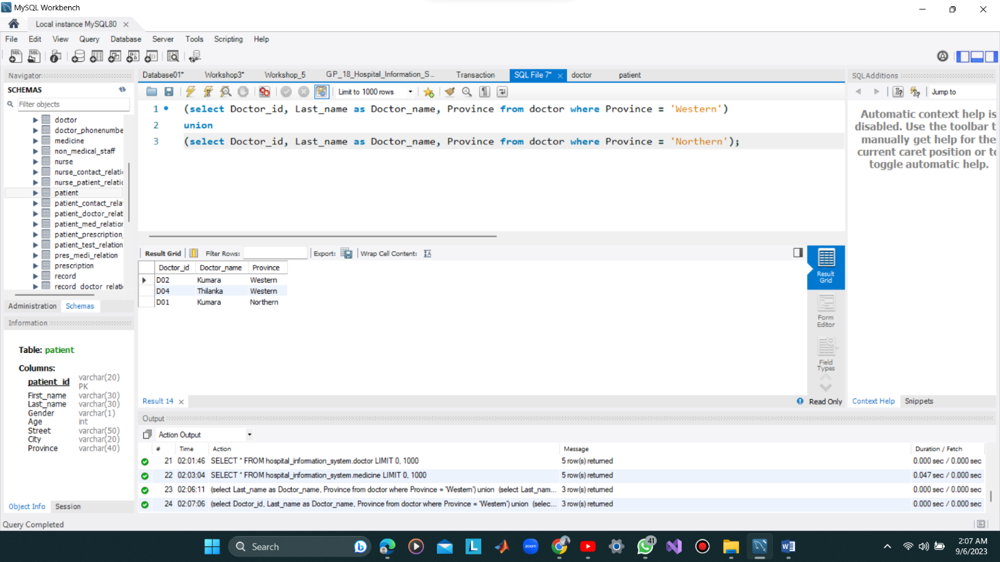 MySQL Workbench
Local instance MySQL80
File Edit View Query Database Server Tools Scripting Help
Navigator
SCHEMAS
Filter objects
doctor
doctor_phonenumbe
medicine
non_medical_staff
nurse
nurse_contact_relati
nurse_patient_relatio
patient
patient_contact_rela
patient_doctor_relat
patient_med_relation
patient_prescription_
patient_test_relation
pres_medi_relation
prescription
record
record_doctor_relati
Administration Schemas
Information
Table: patient
Columns:
patient_id varchar(20)
PK
First_name varchar(30)
Last_name varchar(30)
Gender varchar(1)
Age int
Street varchar(50)
City varchar(20)
Province varchar(40)
Object Info Session
Database01* Workshop3* Workshop_5 GP_18_Hospital_Information_S... Transaction SQL File 7* doctor patient
Limit to 1000 rows
1 (select Doctor_id, Last_name as Doctor_name, Province from doctor where Province = 'Western')
2 union
3 (select Doctor_id, Last_name as Doctor_name, Province from doctor where Province = 'Northern');
Result Grid Filter Rows: Export: Wrap Cell Content:
Doctor_id Doctor_name Province
D02 Kumara Western
D04 Thilanka Western
D01 Kumara Northern
Result
Grid
Form
Editor
Field
Types
Result 14 Read Only
SQLAdditions
Jump to
Automatic context help is
disabled. Use the toolbar t
manually get help for the
current caret position or to
toggle automatic help.
Context Help Snippets
Output
Action Output
# Time Action Message Duration / Fetch
21 02:01:46 SELECT * FROM hospital_information_system.doctor LIMIT 0, 1000 5 row(s) returned 0.000 sec / 0.000 sec
22 02:03:04 SELECT * FROM hospital_information_system.medicine LIMIT 0, 1000 5 row(s) returned 0.047 sec / 0.000 sec
23 02:06:11 (select Last_name as Doctor_name, Province from doctor where Province = 'Western') union (select Last_nam... 3 row(s) returned 0.000 sec / 0.000 sec
24 02:07:06 (select Doctor_id, Last_name as Doctor_name, Province from doctor where Province = 'Western') union (selec... 3 row(s) returned 0.000 sec / 0.000 sec
Query Completed
Search
zoom
41
2:07 AM
9/6/2023